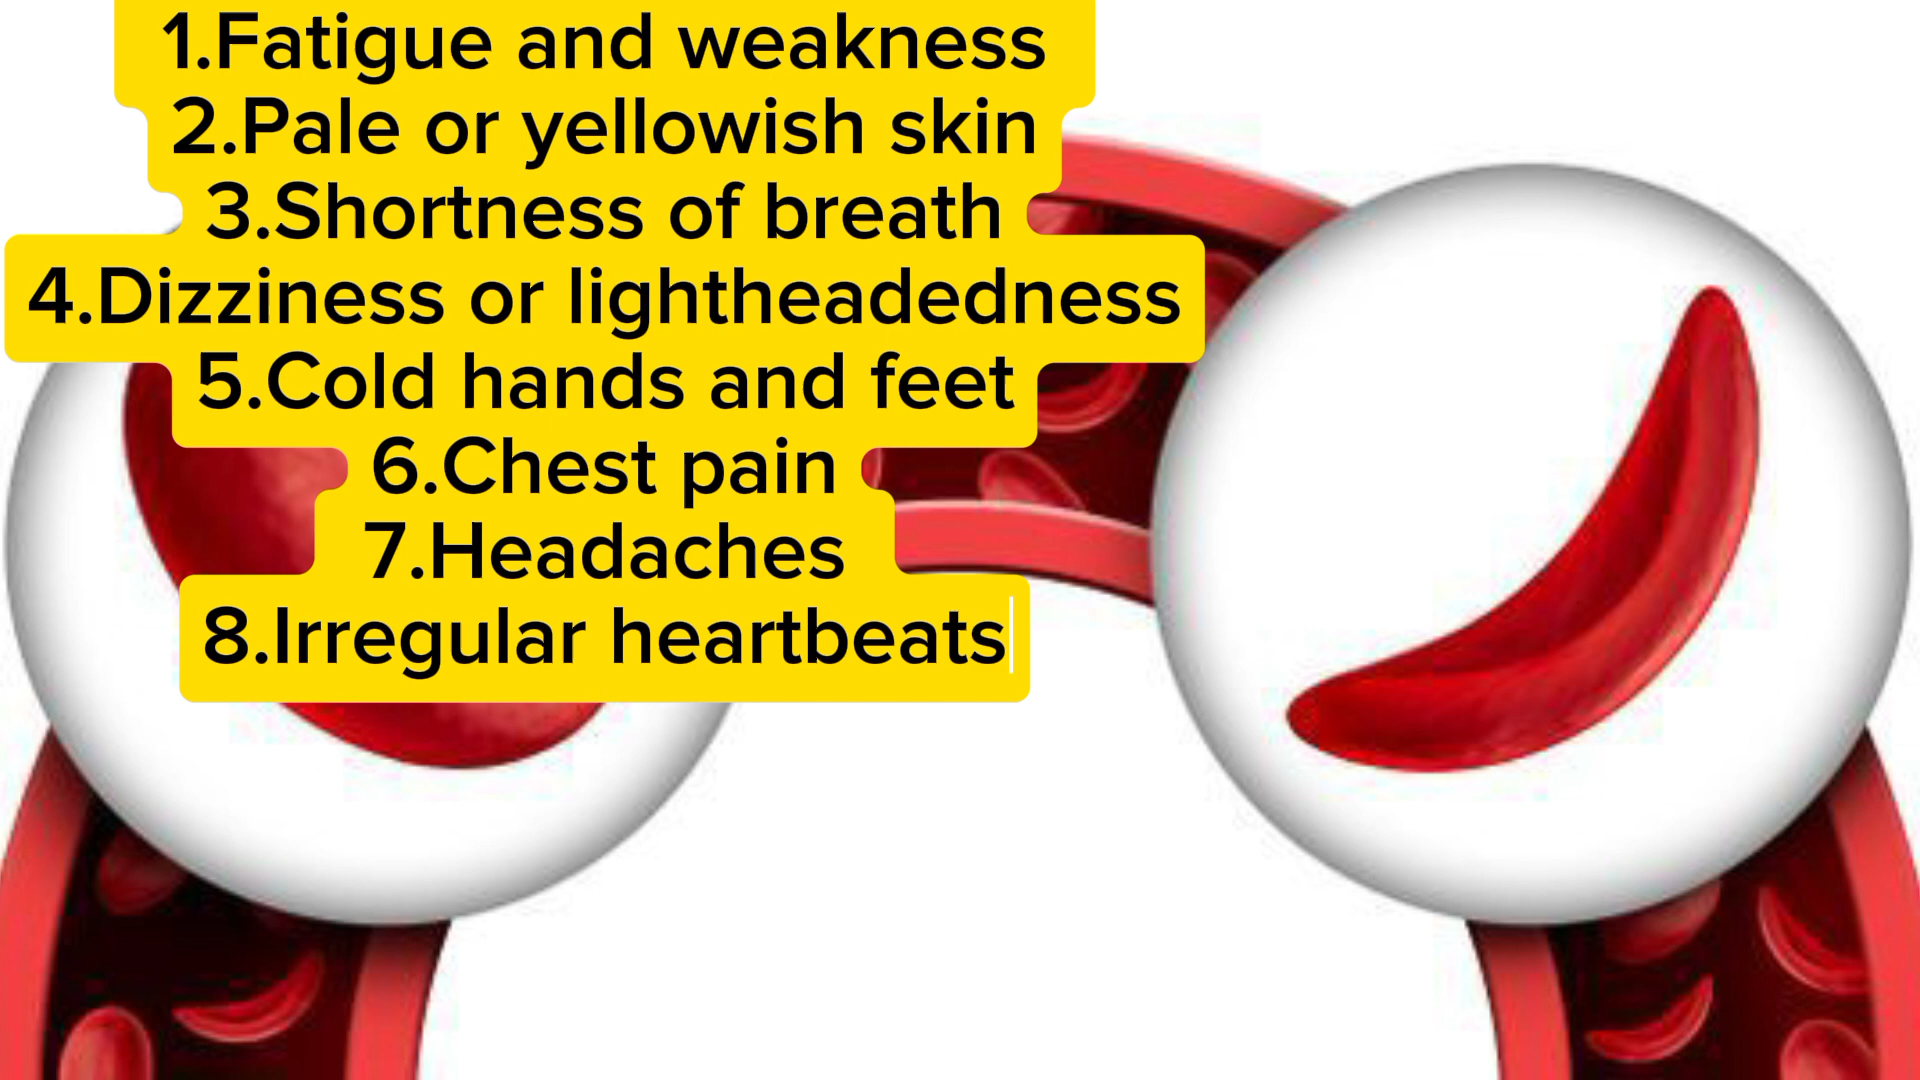 1.Fatigue and weakness
2.Pale or yellowish skin
3.Shortness of breath
4.Dizziness or lightheadedness
5.Cold hands and feet
6.Chest pain
7.Headaches
8.Irregular heartbeats